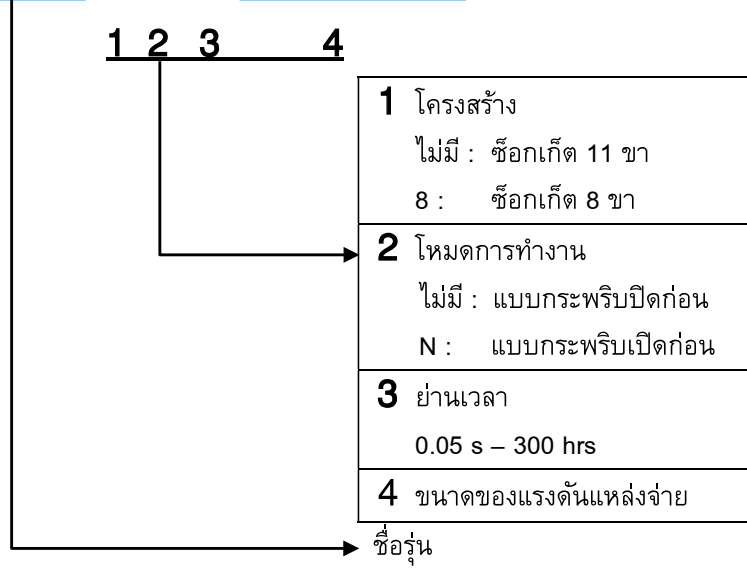 1 2 3 4
1 โครงสร้าง
ไม่มี : ซ็อกเก็ต 11 ขา
8 : ซ็อกเก็ต 8 ขา
2 โหมดการทำงาน
ไม่มี : แบบกระพริบปิดก่อน
N : แบบกระพริบเปิดก่อน
3 ย่านเวลา
0.05 s – 300 hrs
4 ขนาดของแรงดันแหล่งจ่าย
ชื่อรุ่น